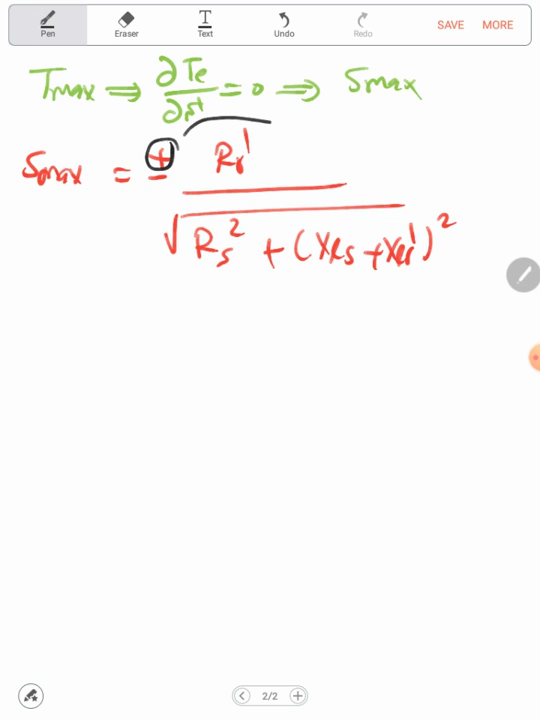 Pen Eraser Text Undo Redo SAVE MORE
Tmax ⇒ ∂Te/∂s = 0 ⇒ Smax
Smax = ± Rr' / √(Rs² + (Xls + Xlr')²)
2/2